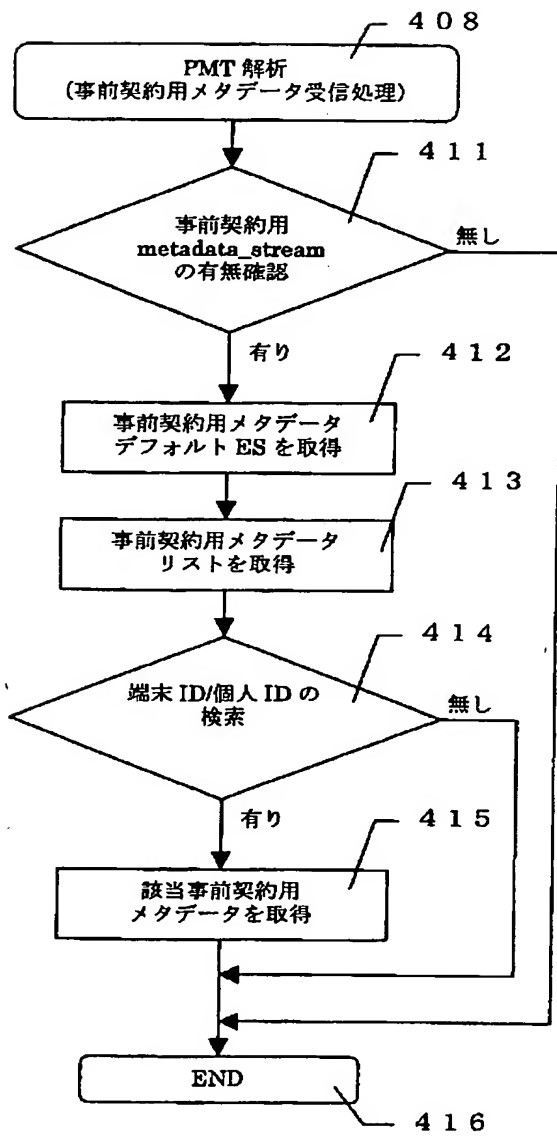 ４０８
PMT 解析
（事前契約用メタデータ受信処理）
４１１
事前契約用
metadata_stream
の有無確認
無し
有り
４１２
事前契約用メタデータ
デフォルト ES を取得
４１３
事前契約用メタデータ
リストを取得
４１４
端末 ID/個人 ID の
検索
無し
有り
４１５
該当事前契約用
メタデータを取得
END
４１６